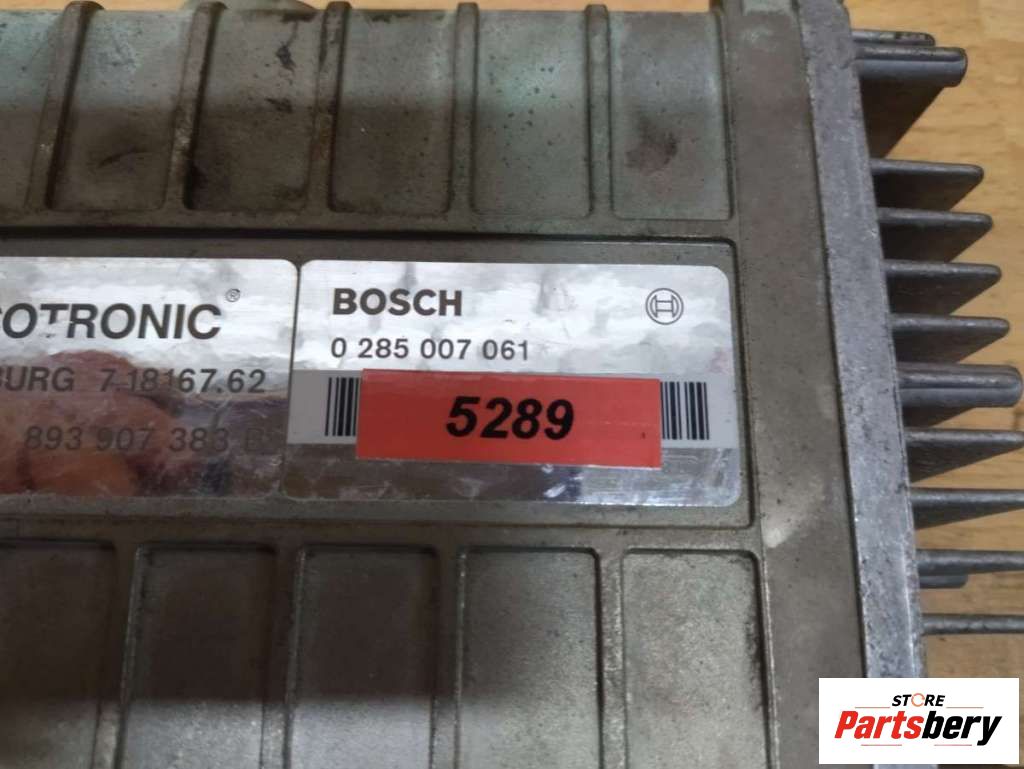 OTRONIC®
BOSCH
0 285 007 061
BURG 7.18167.62
893 907 383 B
5289
STORE
Partsbery